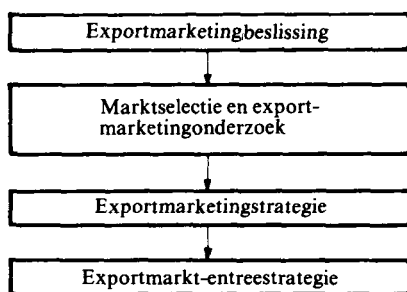 Exportmarketingbeslissing
Marktselectie en export-
marketingonderzoek
Exportmarketingstrategie
Exportmarkt-entreestrategie